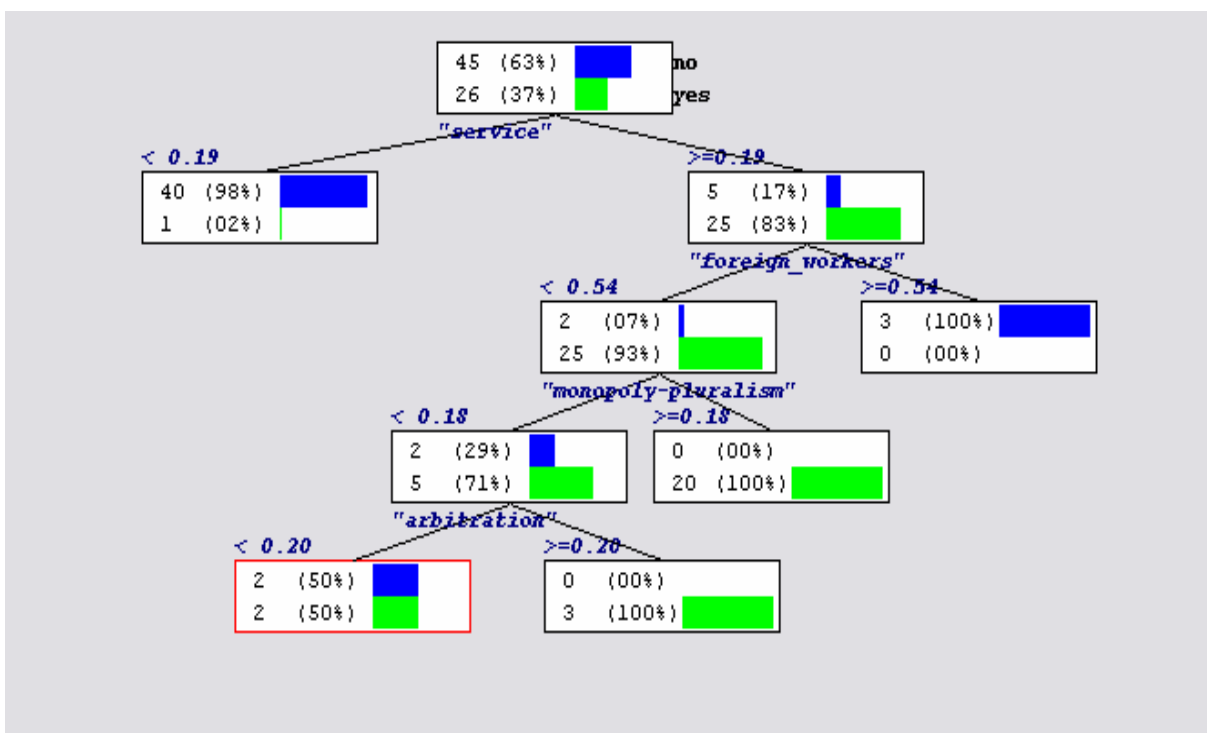 45 (63%) no
26 (37%) yes
"service"
< 0.19 >=0.19
40 (98%) 5 (17%)
1 (02%) 25 (83%)
"foreign_workers"
< 0.54 >=0.54
2 (07%) 3 (100%)
25 (93%) 0 (00%)
"monopoly-pluralism"
< 0.18 >=0.18
2 (29%) 0 (00%)
5 (71%) 20 (100%)
"arbitration"
< 0.20 >=0.20
2 (50%) 0 (00%)
2 (50%) 3 (100%)